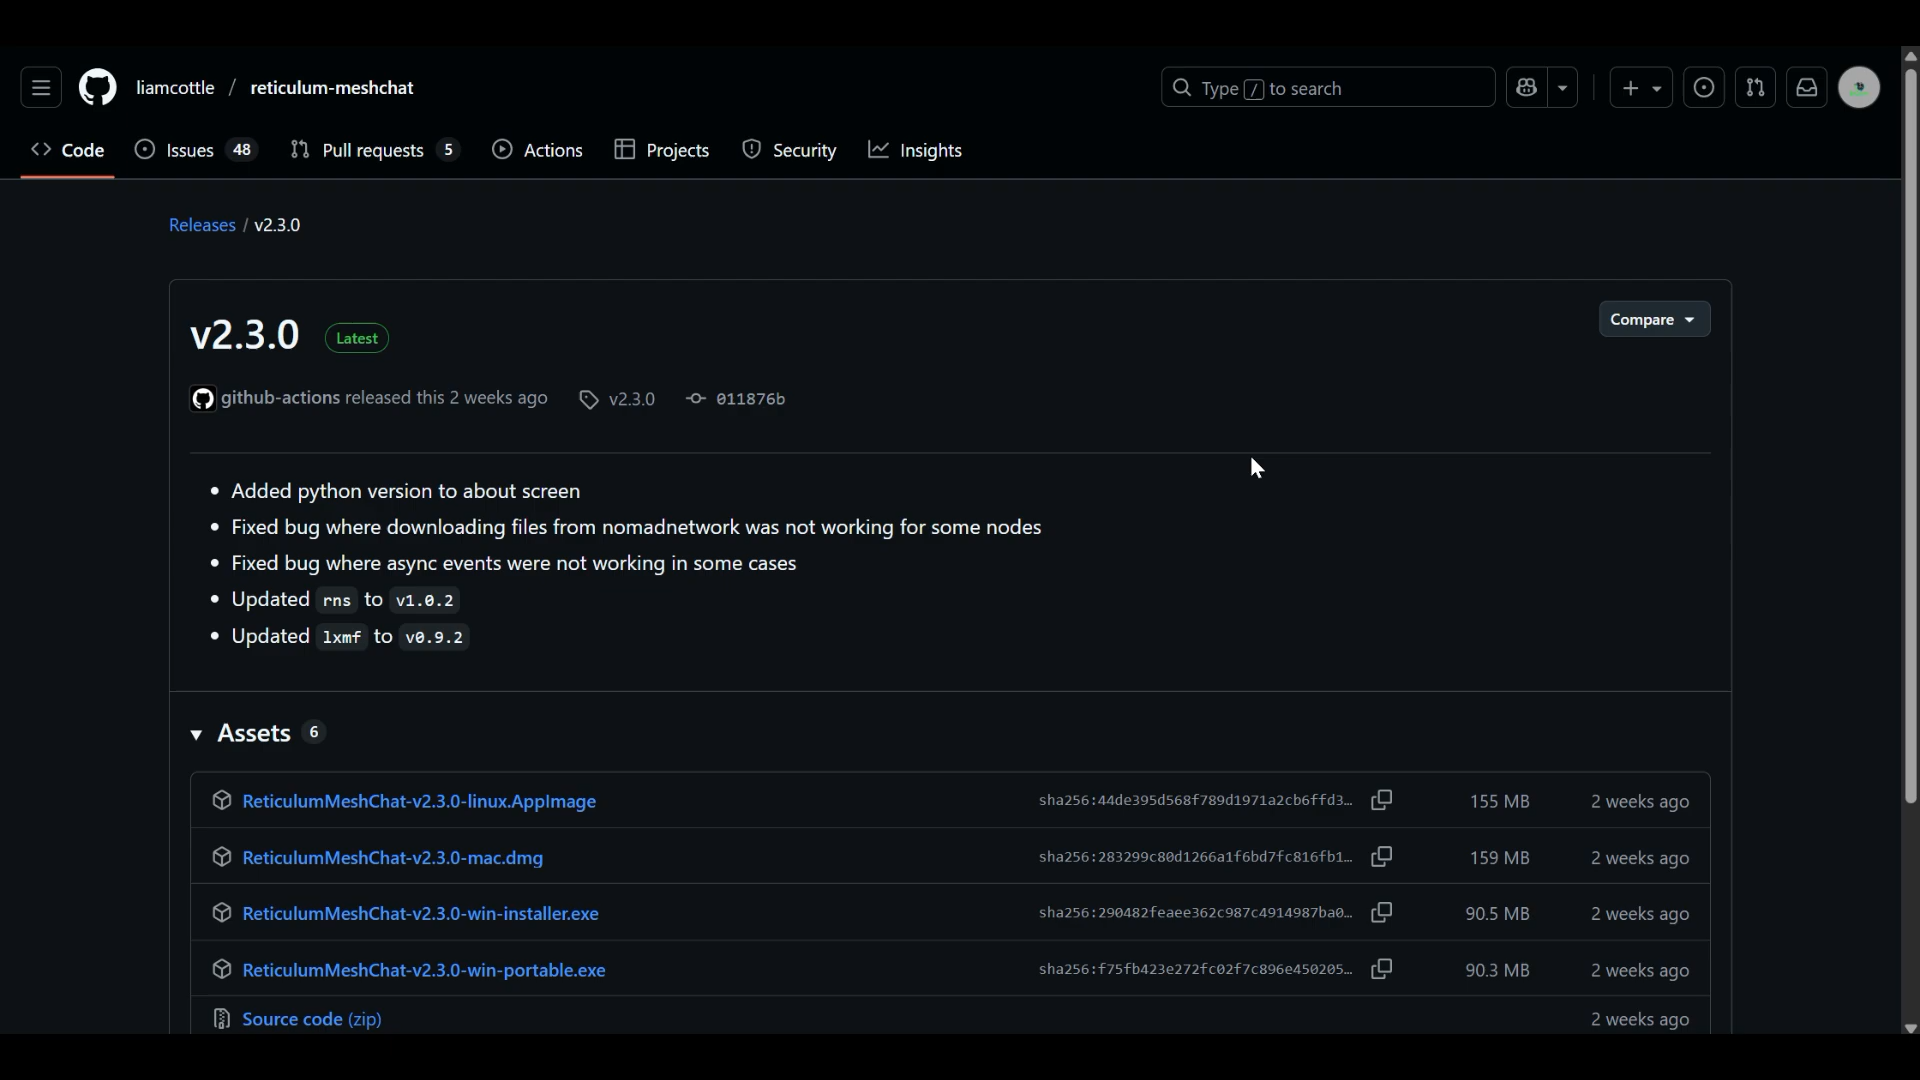 liamcottle / reticulum-meshchat
Type / to search
Code Issues 48 Pull requests 5 Actions Projects Security Insights
Releases / v2.3.0
v2.3.0 Latest
Compare
github-actions released this 2 weeks ago v2.3.0 011876b
• Added python version to about screen
• Fixed bug where downloading files from nomadnetwork was not working for some nodes
• Fixed bug where async events were not working in some cases
• Updated rns to v1.0.2
• Updated lxmf to v0.9.2
Assets 6
ReticulumMeshChat-v2.3.0-linux.AppImage sha256:44de395d568f789d1971a2cb6ffd3… 155 MB 2 weeks ago
ReticulumMeshChat-v2.3.0-mac.dmg sha256:283299c80d1266a1f6bd7fc816fb1… 159 MB 2 weeks ago
ReticulumMeshChat-v2.3.0-win-installer.exe sha256:290482feaee362c987c4914987ba0… 90.5 MB 2 weeks ago
ReticulumMeshChat-v2.3.0-win-portable.exe sha256:f75fb423e272fc02f7c896e450205… 90.3 MB 2 weeks ago
Source code (zip) 2 weeks ago